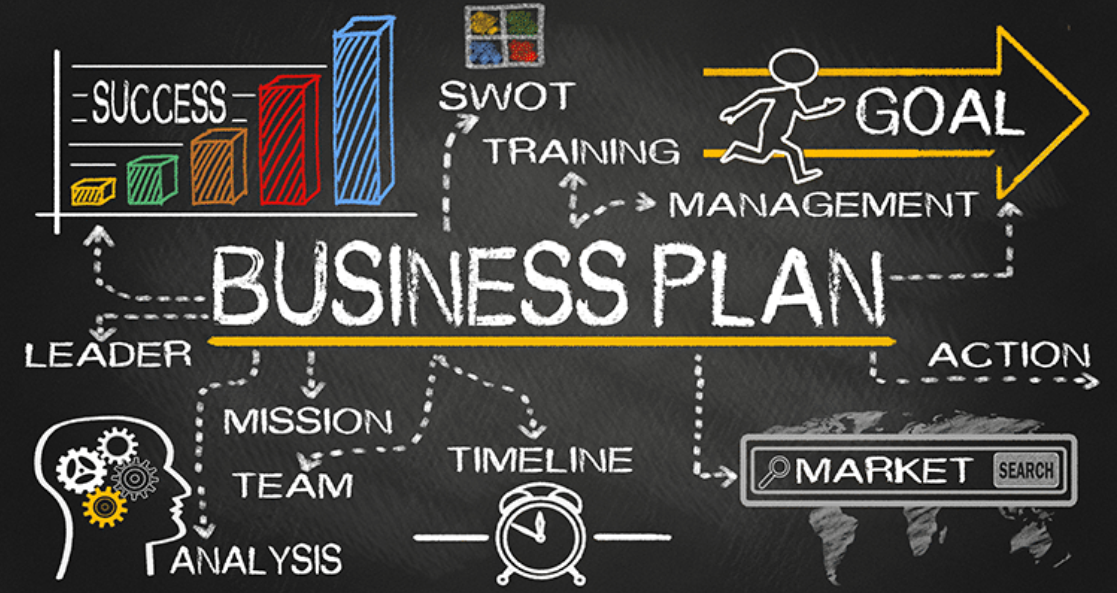 SUCCESS
SWOT
TRAINING
GOAL
MANAGEMENT
BUSINESS PLAN
LEADER
ACTION
MISSION
TEAM
TIMELINE
MARKET SEARCH
ANALYSIS